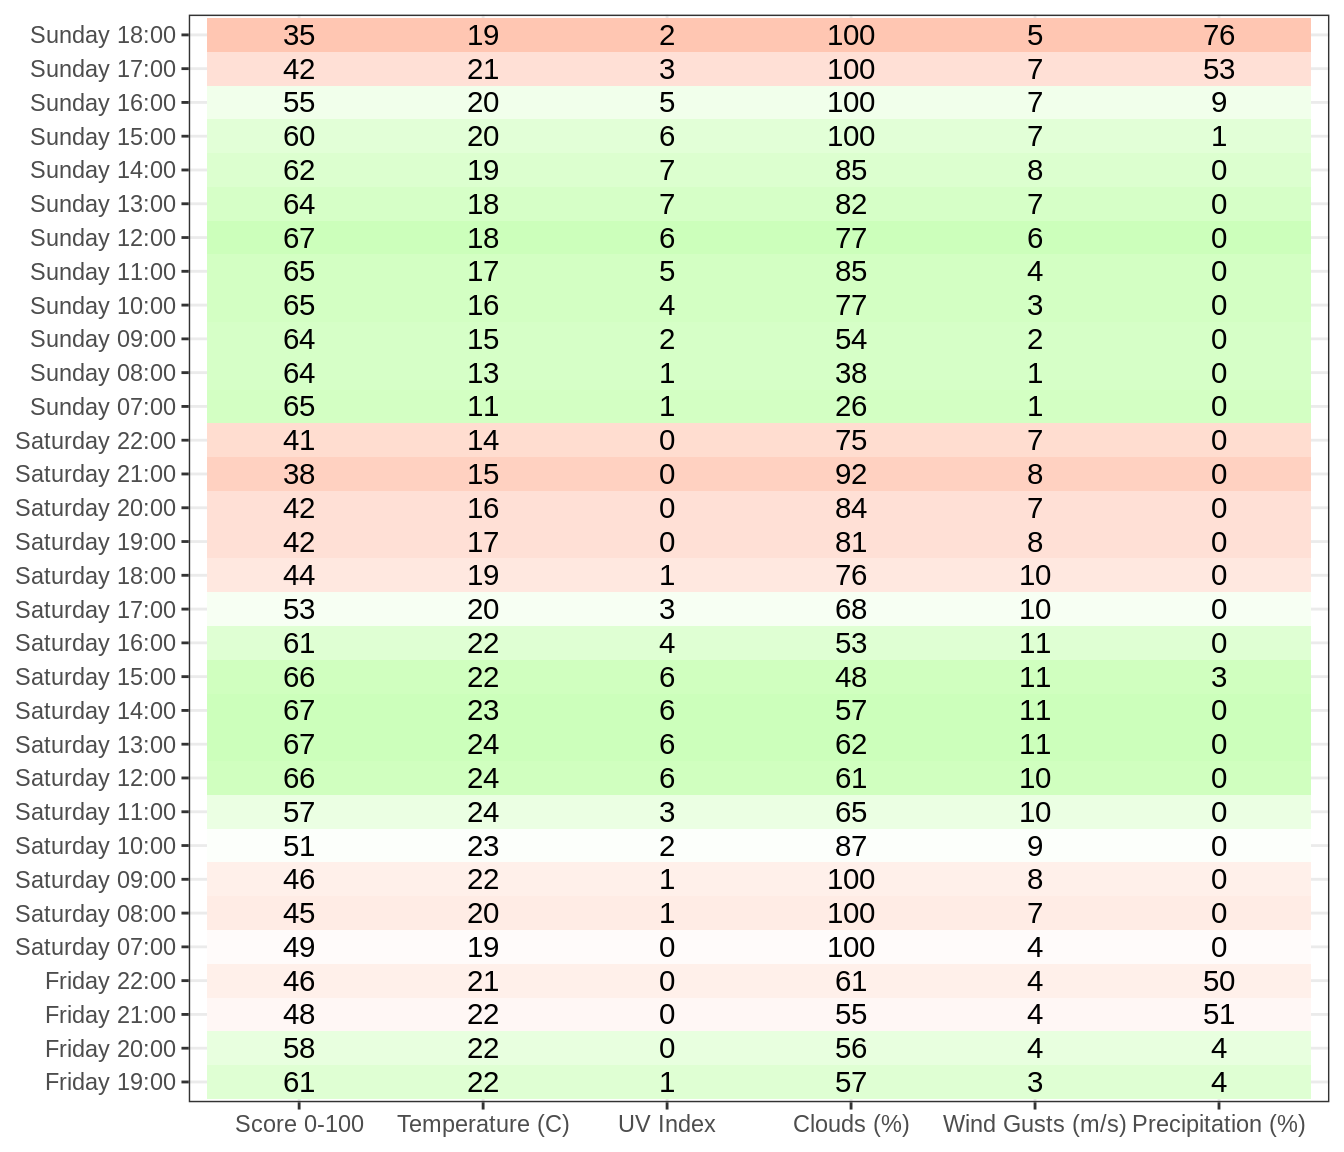 Sunday 18:00 35 19 2 100 5 76
Sunday 17:00 42 21 3 100 7 53
Sunday 16:00 55 20 5 100 7 9
Sunday 15:00 60 20 6 100 7 1
Sunday 14:00 62 19 7 85 8 0
Sunday 13:00 64 18 7 82 7 0
Sunday 12:00 67 18 6 77 6 0
Sunday 11:00 65 17 5 85 4 0
Sunday 10:00 65 16 4 77 3 0
Sunday 09:00 64 15 2 54 2 0
Sunday 08:00 64 13 1 38 1 0
Sunday 07:00 65 11 1 26 1 0
Saturday 22:00 41 14 0 75 7 0
Saturday 21:00 38 15 0 92 8 0
Saturday 20:00 42 16 0 84 7 0
Saturday 19:00 42 17 0 81 8 0
Saturday 18:00 44 19 1 76 10 0
Saturday 17:00 53 20 3 68 10 0
Saturday 16:00 61 22 4 53 11 0
Saturday 15:00 66 22 6 48 11 3
Saturday 14:00 67 23 6 57 11 0
Saturday 13:00 67 24 6 62 11 0
Saturday 12:00 66 24 6 61 10 0
Saturday 11:00 57 24 3 65 10 0
Saturday 10:00 51 23 2 87 9 0
Saturday 09:00 46 22 1 100 8 0
Saturday 08:00 45 20 1 100 7 0
Saturday 07:00 49 19 0 100 4 0
Friday 22:00 46 21 0 61 4 50
Friday 21:00 48 22 0 55 4 51
Friday 20:00 58 22 0 56 4 4
Friday 19:00 61 22 1 57 3 4
Score 0-100 Temperature (C) UV Index Clouds (%) Wind Gusts (m/s) Precipitation (%)